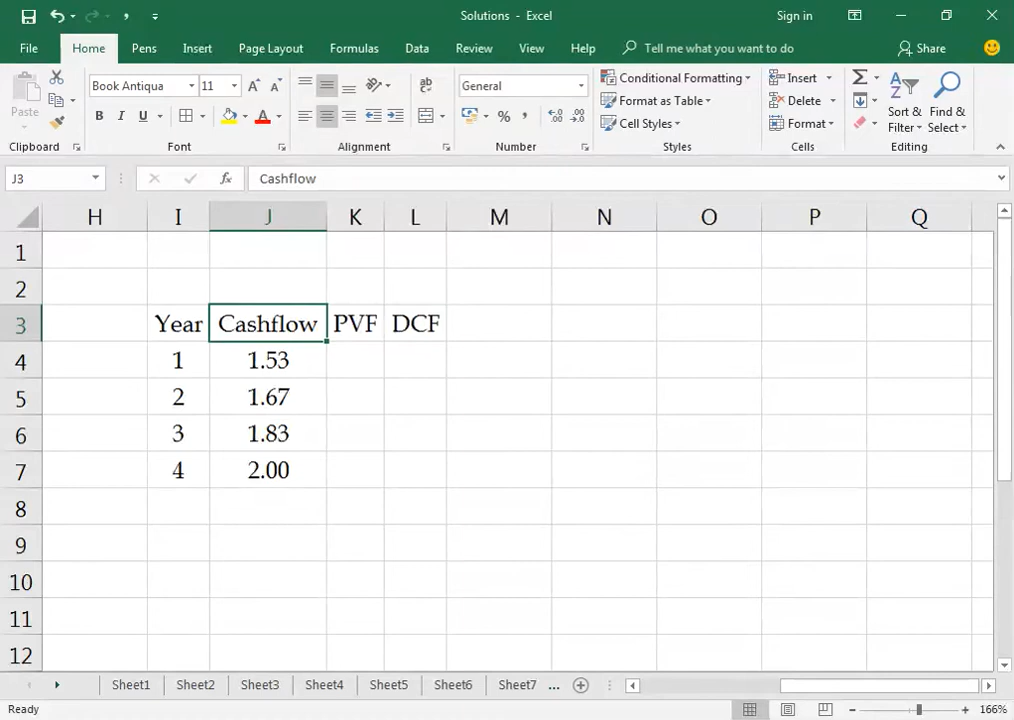 Solutions - Excel
Sign in
File Home Pens Insert Page Layout Formulas Data Review View Help Tell me what you want to do Share
Paste
Book Antiqua 11 A A
B I U A
ab
General
% ,
Conditional Formatting
Format as Table
Cell Styles
Insert
Delete
Format
Sort &
Filter
Find &
Select
Clipboard Font Alignment Number Styles Cells Editing
J3 fx Cashflow
H I J K L M N O P Q
1
2
3 Year Cashflow PVF DCF
4 1 1.53
5 2 1.67
6 3 1.83
7 4 2.00
8
9
10
11
12
Sheet1 Sheet2 Sheet3 Sheet4 Sheet5 Sheet6 Sheet7 ...
Ready 166%